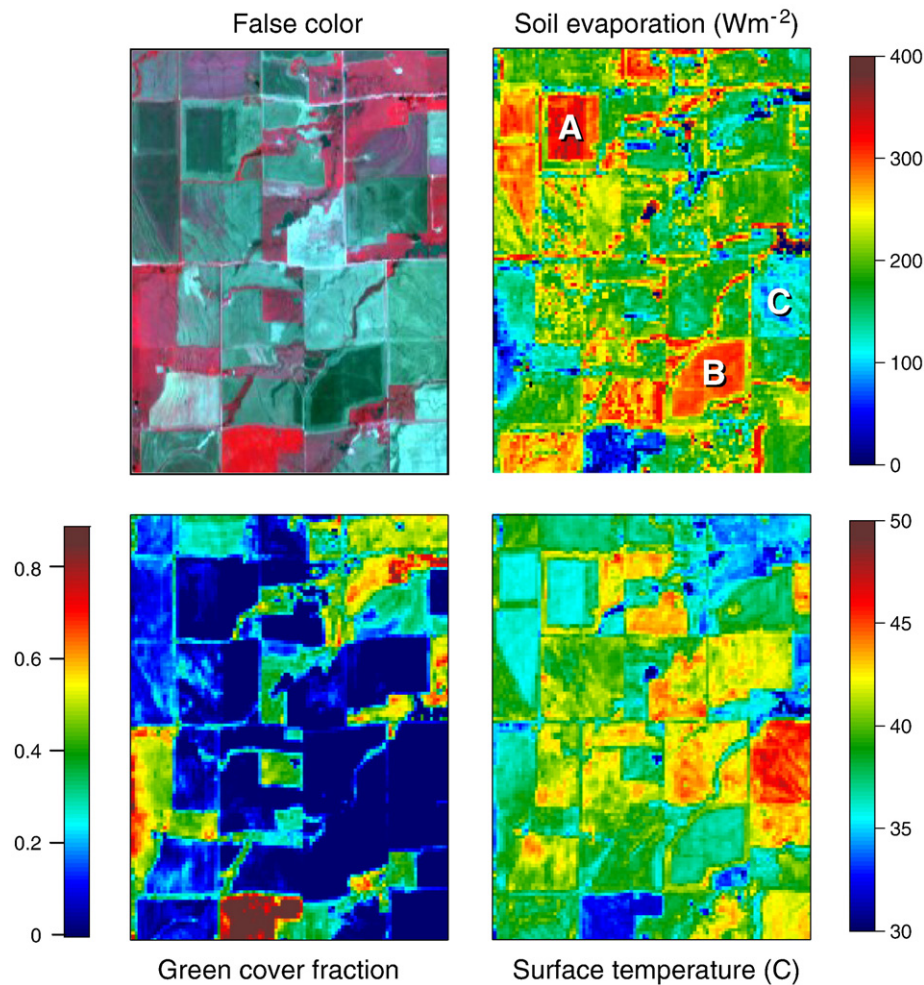 False color
Soil evaporation (Wm⁻²)
A
B
C
400
300
200
100
0
0.8
0.6
0.4
0.2
0
50
45
40
35
30
Green cover fraction
Surface temperature (C)